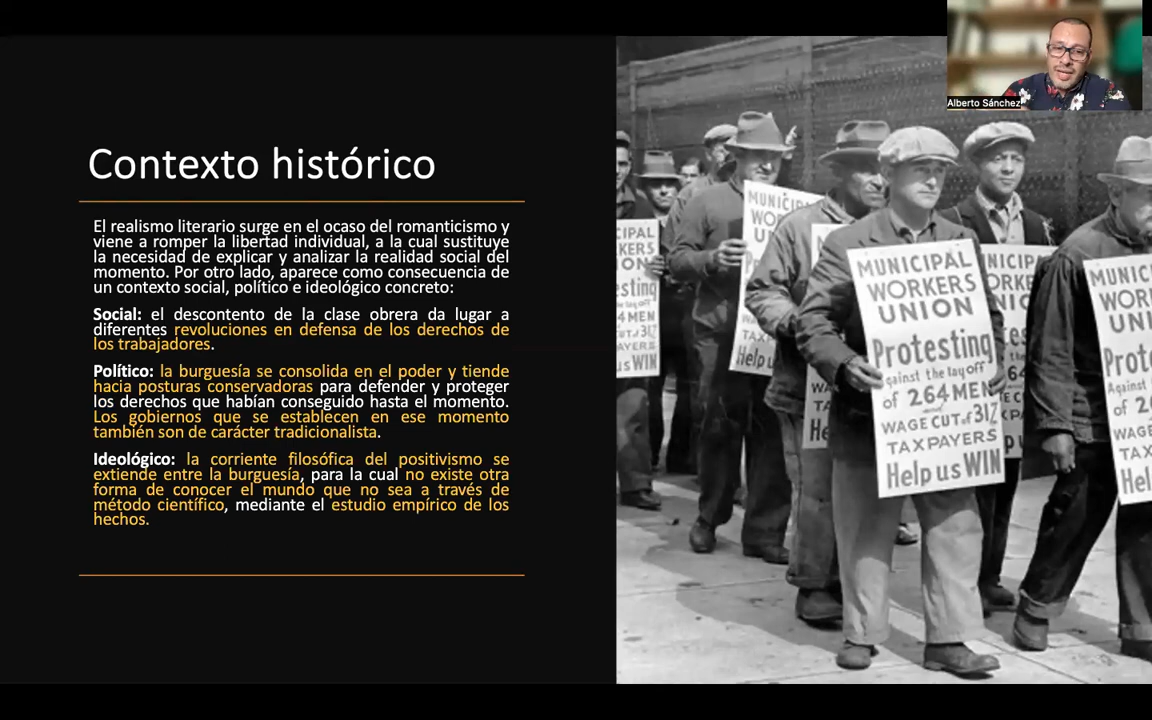 Alberto Sánchez
Contexto histórico
El realismo literario surge en el ocaso del romanticismo y
viene a romper la libertad individual, a la cual sustituye
la necesidad de explicar y analizar la realidad social del
momento. Por otro lado, aparece como consecuencia de
un contexto social, político e ideológico concreto:
Social: el descontento de la clase obrera da lugar a
diferentes revoluciones en defensa de los derechos de
los trabajadores.
Político: la burguesía se consolida en el poder y tiende
hacia posturas conservadoras para defender y proteger
los derechos que habían conseguido hasta el momento.
Los gobiernos que se establecen en ese momento
también son de carácter tradicionalista.
Ideológico: la corriente filosófica del positivismo se
extiende entre la burguesía, para la cual no existe otra
forma de conocer el mundo que no sea a través de
método científico, mediante el estudio empírico de los
hechos.
MUNICIPAL
WORKERS
UNION
Protesting
against the lay off
of 264 MEN
and
WAGE CUT of 31%
TAXPAYERS
Help us WIN